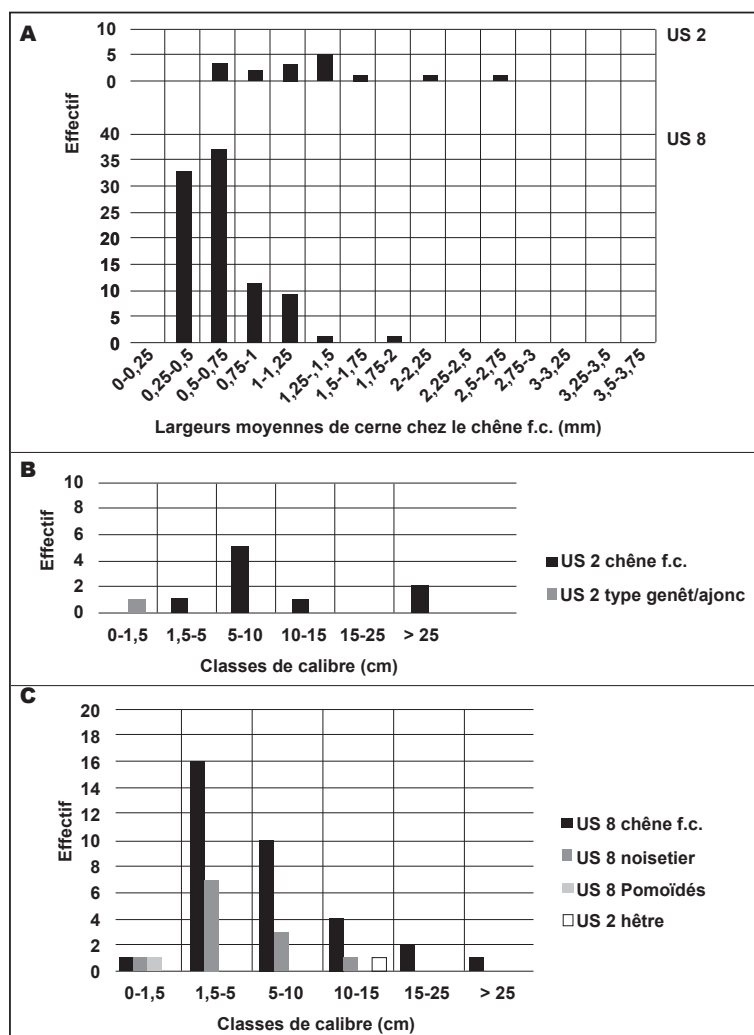 A
US 2
10
5
0
Effectif
US 8
40
35
30
25
20
15
10
5
0
0-0,25
0,25-0,5
0,5-0,75
0,75-1
1-1,25
1,25-,1,5
1,5-1,75
1,75-2
2-2,25
2,25-2,5
2,5-2,75
2,75-3
3-3,25
3,25-3,5
3,5-3,75
Largeurs moyennes de cerne chez le chêne f.c. (mm)
B
Effectif
10
8
6
4
2
0
0-1,5 1,5-5 5-10 10-15 15-25 > 25
Classes de calibre (cm)
US 2 chêne f.c.
US 2 type genêt/ajonc
C
Effectif
20
18
16
14
12
10
8
6
4
2
0
0-1,5 1,5-5 5-10 10-15 15-25 > 25
Classes de calibre (cm)
US 8 chêne f.c.
US 8 noisetier
US 8 Pomoïdés
US 2 hêtre